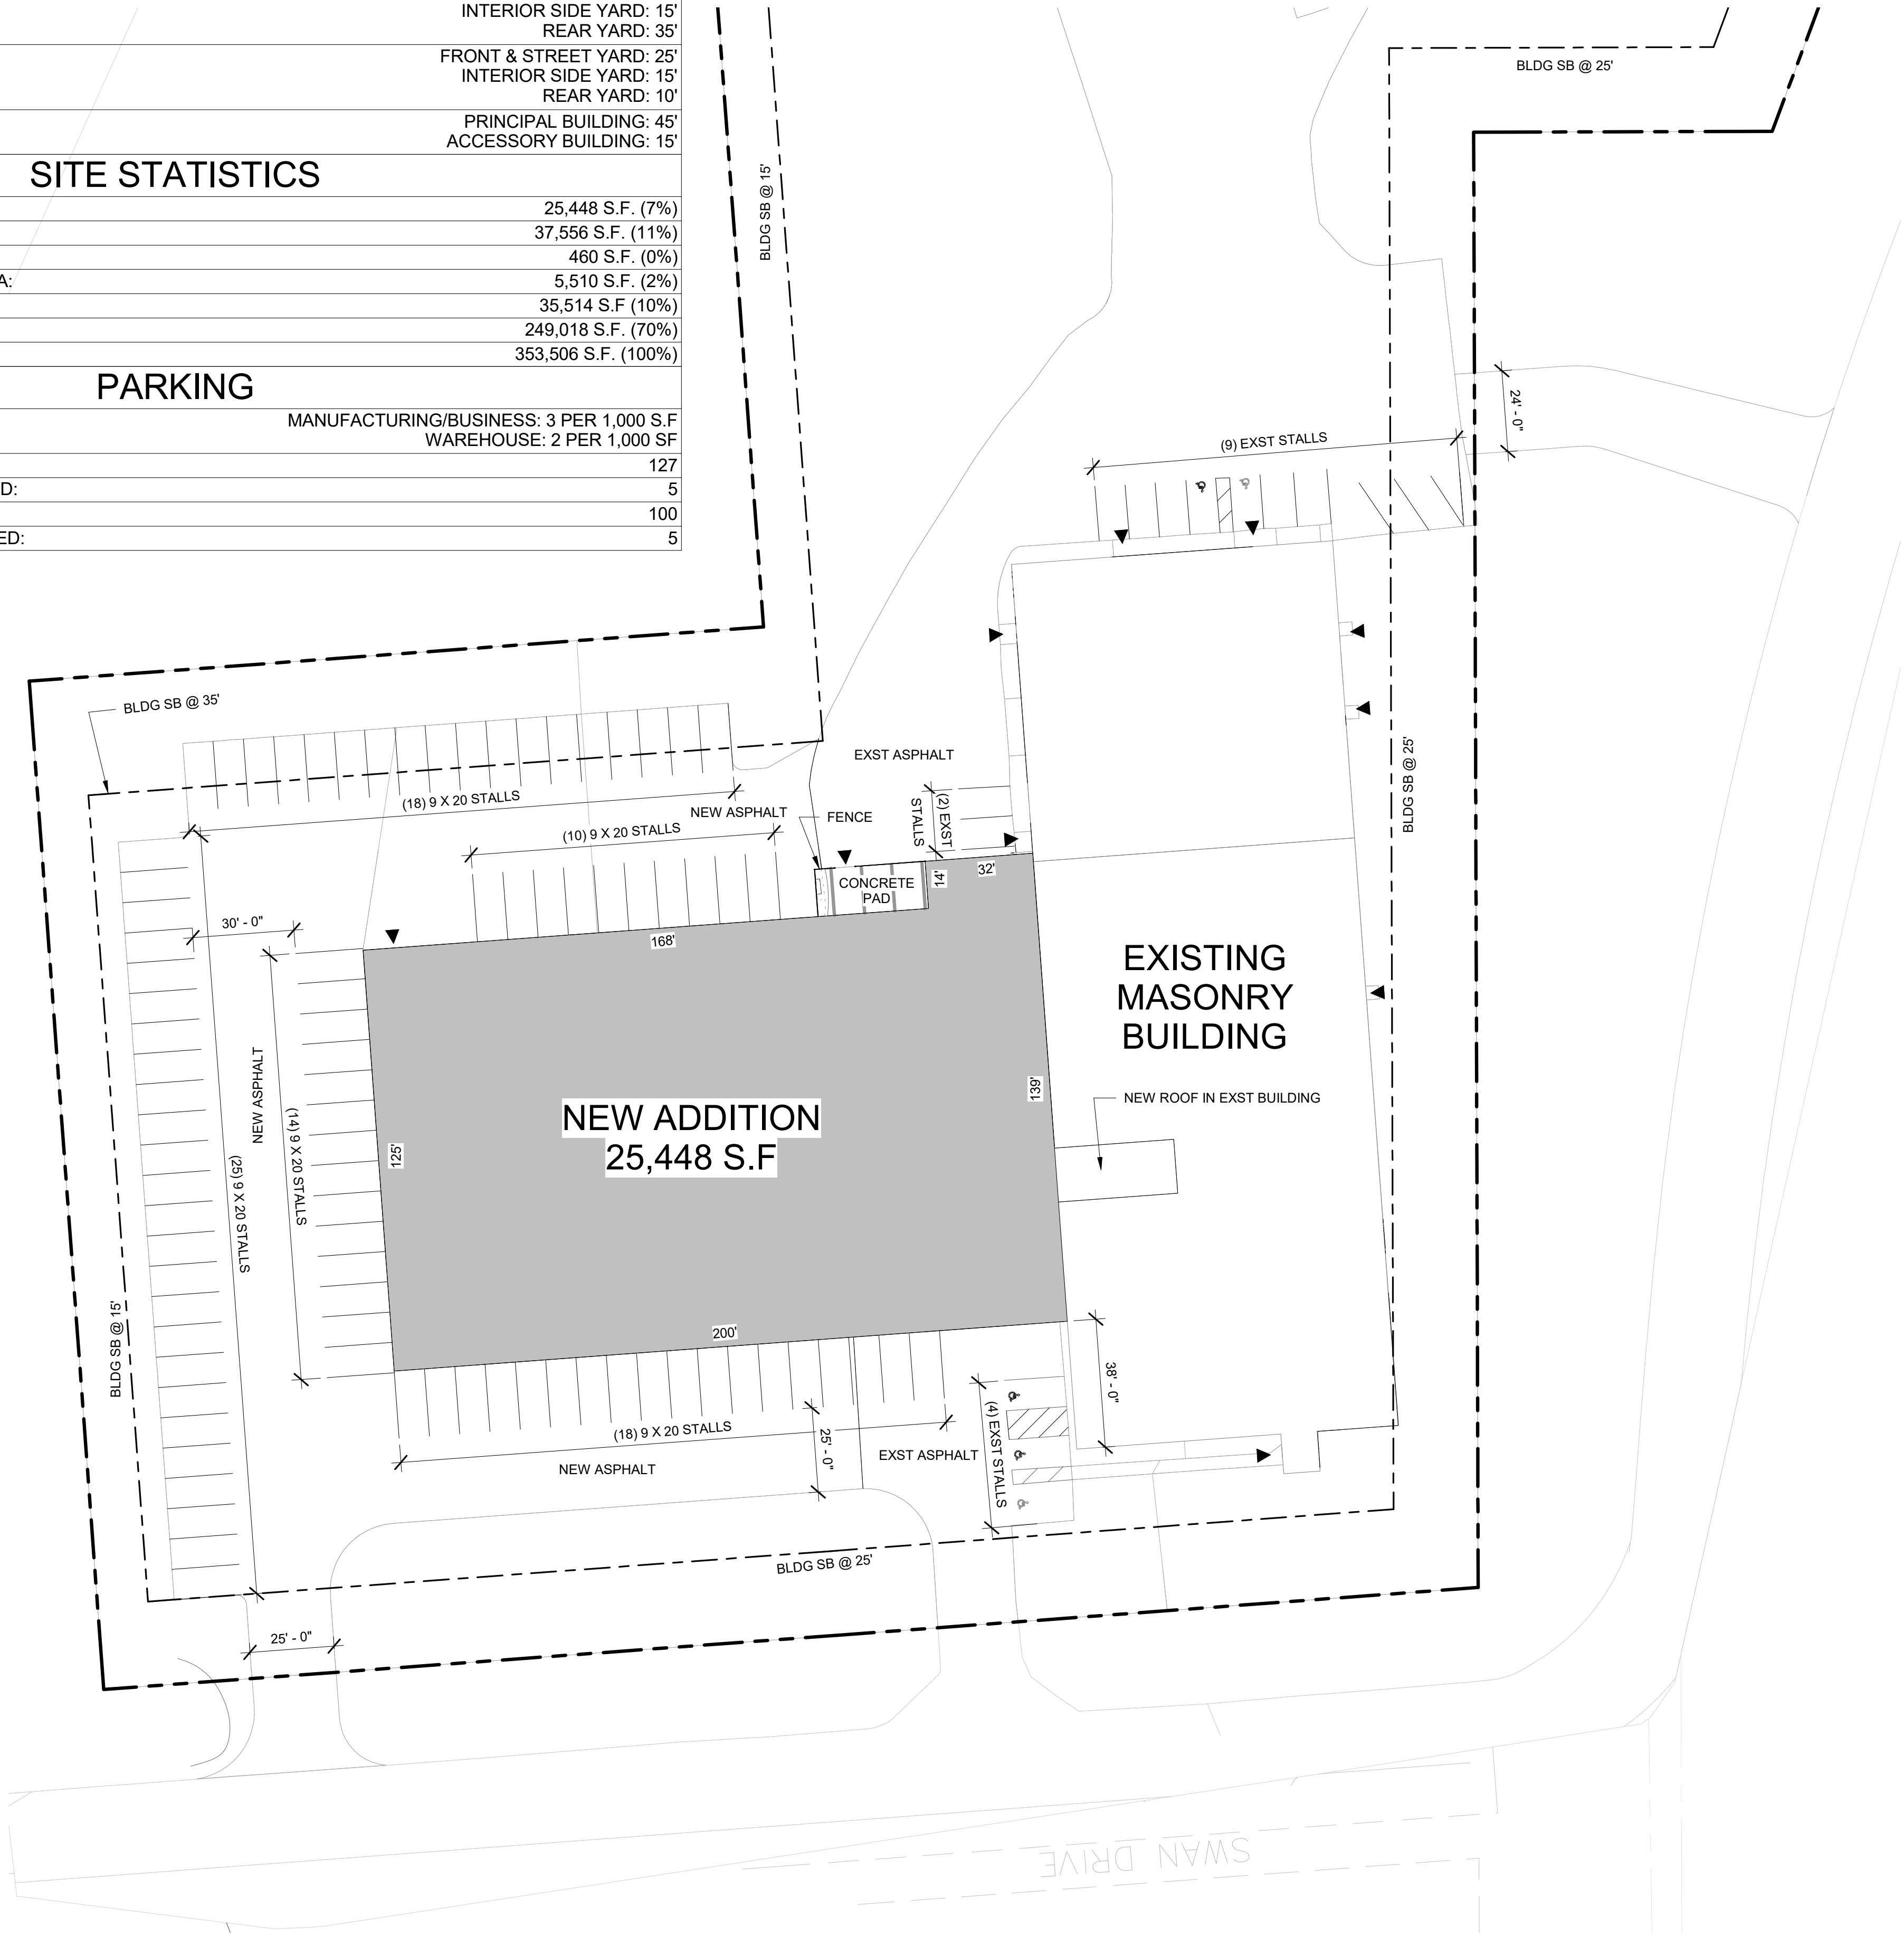 INTERIOR SIDE YARD: 15'
REAR YARD: 35'
FRONT & STREET YARD: 25'
INTERIOR SIDE YARD: 15'
REAR YARD: 10'
PRINCIPAL BUILDING: 45'
ACCESSORY BUILDING: 15'
SITE STATISTICS
25,448 S.F. (7%)
37,556 S.F. (11%)
460 S.F. (0%)
A: 5,510 S.F. (2%)
35,514 S.F (10%)
249,018 S.F. (70%)
353,506 S.F. (100%)
PARKING
MANUFACTURING/BUSINESS: 3 PER 1,000 S.F
WAREHOUSE: 2 PER 1,000 SF
127
D: 5
100
ED: 5
BLDG SB @ 25'
BLDG SB @ 15'
24' - 0"
(9) EXST STALLS
BLDG SB @ 35'
EXST ASPHALT
BLDG SB @ 25'
(18) 9 X 20 STALLS
NEW ASPHALT
FENCE
(2) EXST
STALLS
(10) 9 X 20 STALLS
CONCRETE
PAD
14'
32'
30' - 0"
168'
EXISTING
MASONRY
BUILDING
NEW ASPHALT
(14) 9 X 20 STALLS
(25) 9 X 20 STALLS
125'
139'
NEW ADDITION
25,448 S.F
NEW ROOF IN EXST BUILDING
BLDG SB @ 15'
200'
38' - 0"
(18) 9 X 20 STALLS
25' - 0"
NEW ASPHALT
EXST ASPHALT
(4) EXST STALLS
BLDG SB @ 25'
25' - 0"
SWAN DRIVE